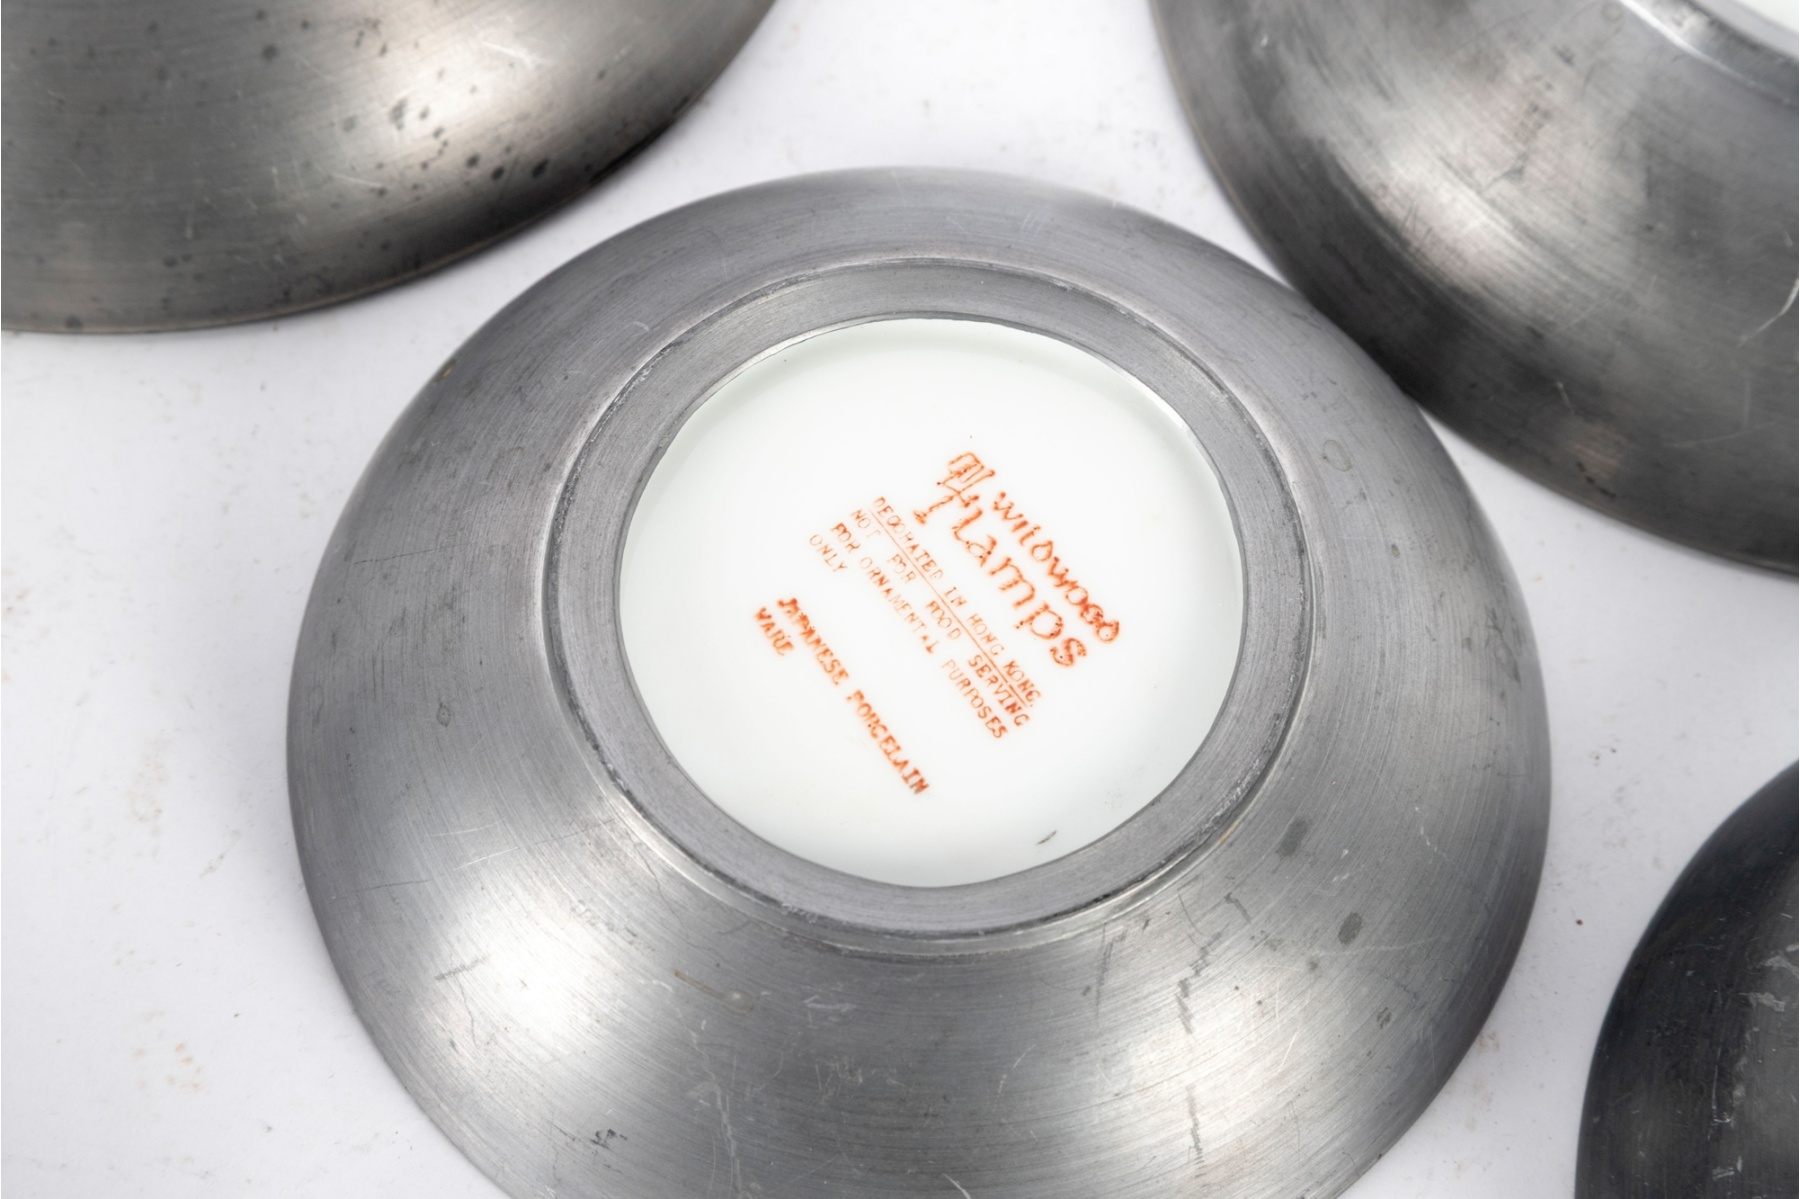 Wildwood
Lamps
DECORATED IN HONG KONG
NOT FOR FOOD SERVING
FOR ORNAMENTAL PURPOSES
ONLY
JAPANESE PORCELAIN
WARE